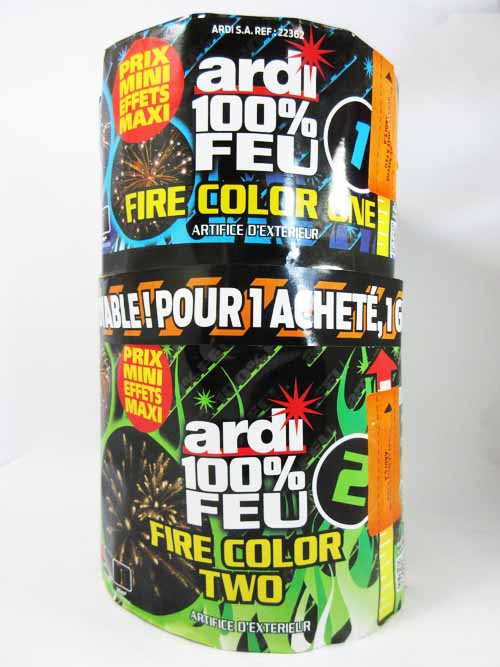 ARDI S.A. REF : 22362
PRIX
MINI
EFFETS
MAXI
ardi
100%
FEU
1
FIRE COLOR ONE
ARTIFICE D'EXTERIEUR
ABLE ! POUR 1 ACHETÉ, 1 G
PRIX
MINI
EFFETS
MAXI
ardi
100%
FEU
2
FIRE COLOR
TWO
ARTIFICE D'EXTERIEUR